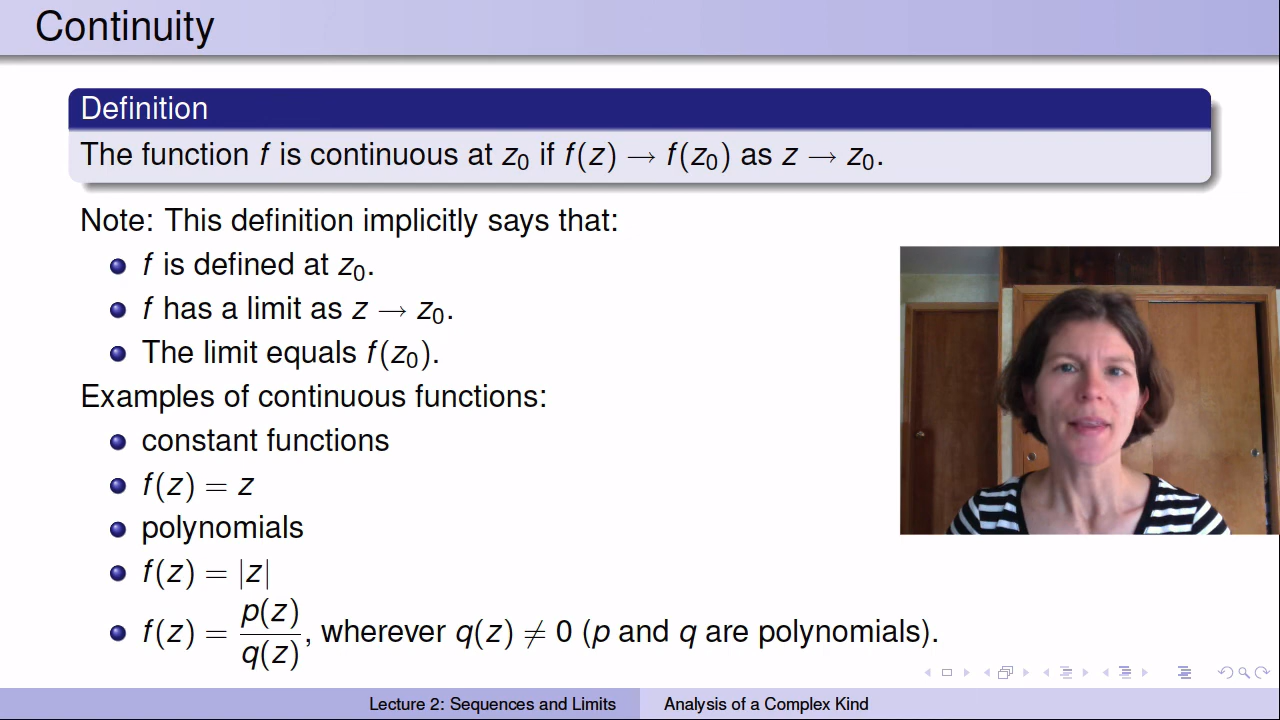 Continuity
Definition
The function f is continuous at z₀ if f(z) → f(z₀) as z → z₀.
Note: This definition implicitly says that:
f is defined at z₀.
f has a limit as z → z₀.
The limit equals f(z₀).
Examples of continuous functions:
constant functions
f(z) = z
polynomials
f(z) = |z|
f(z) = p(z)/q(z), wherever q(z) ≠ 0 (p and q are polynomials).
Lecture 2: Sequences and Limits Analysis of a Complex Kind